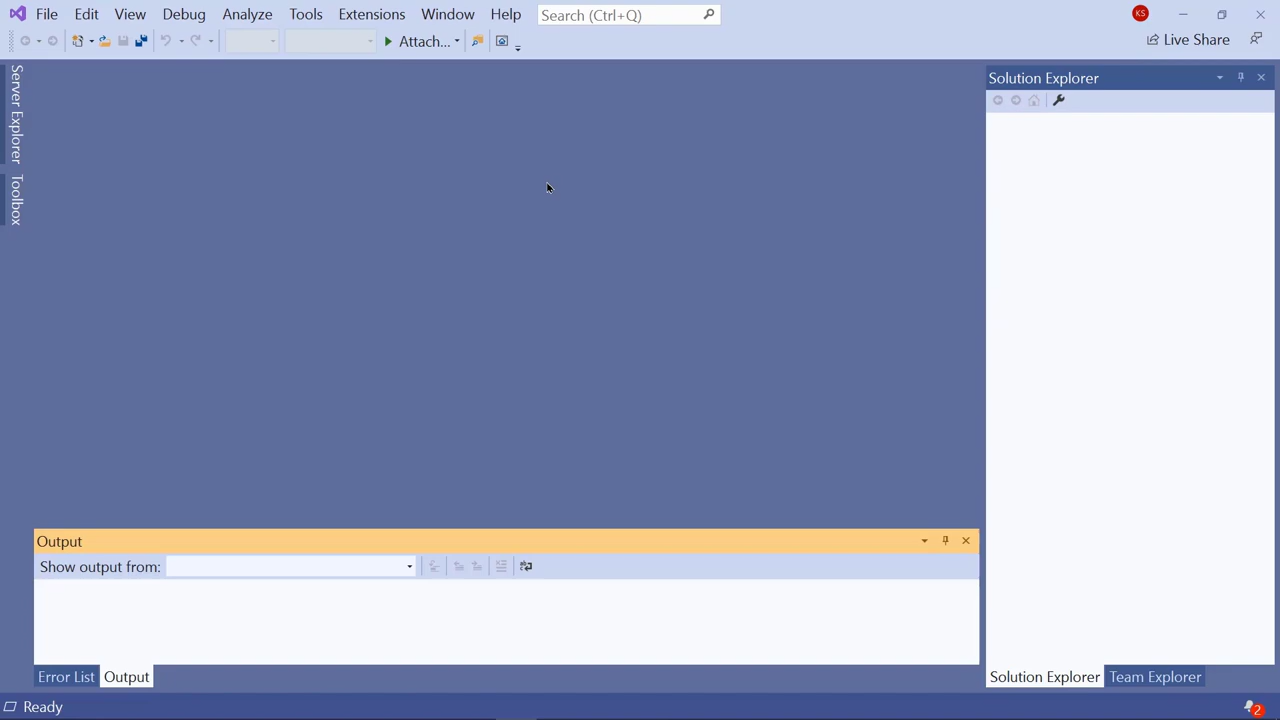 File Edit View Debug Analyze Tools Extensions Window Help Search (Ctrl+Q) KS
Attach... Live Share
Server Explorer
Toolbox
Solution Explorer
Output
Show output from:
Error List Output
Solution Explorer Team Explorer
Ready 2